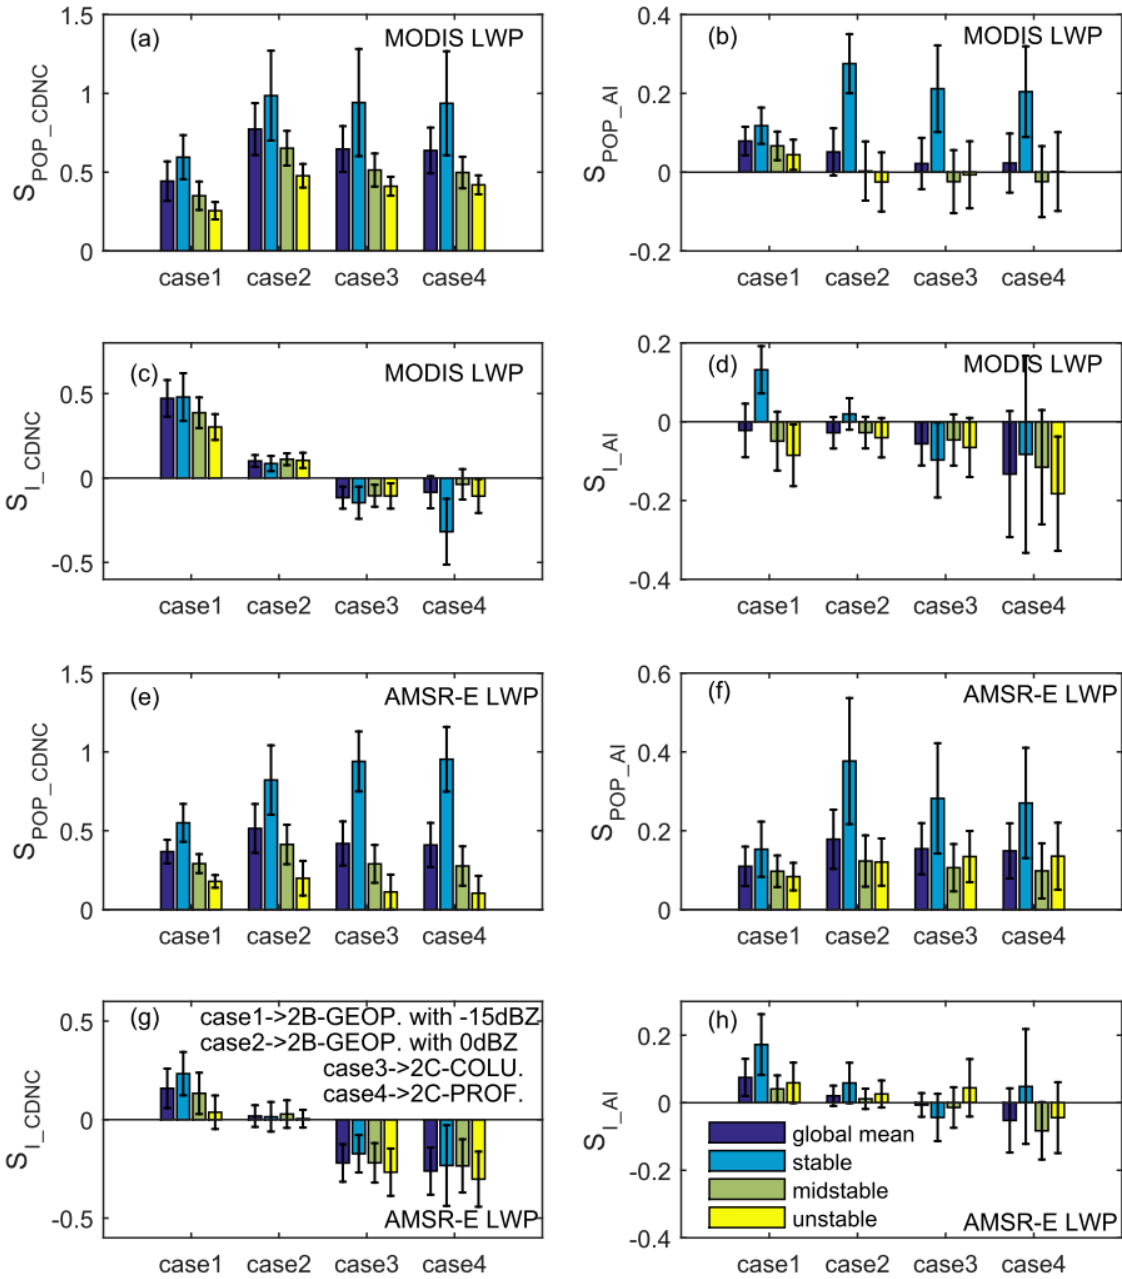 (a)
MODIS LWP
S_POP_CDNC
1.5
1
0.5
0
case1 case2 case3 case4
(b)
MODIS LWP
S_POP_AI
0.4
0.2
0
-0.2
case1 case2 case3 case4
(c)
MODIS LWP
S_I_CDNC
0.5
0
-0.5
case1 case2 case3 case4
(d)
MODIS LWP
S_I_AI
0.2
0
-0.2
-0.4
case1 case2 case3 case4
(e)
AMSR-E LWP
S_POP_CDNC
1.5
1
0.5
0
case1 case2 case3 case4
(f)
AMSR-E LWP
S_POP_AI
0.6
0.4
0.2
0
case1 case2 case3 case4
(g)
case1->2B-GEOP. with -15dBZ
case2->2B-GEOP. with 0dBZ
case3->2C-COLU.
case4->2C-PROF.
S_I_CDNC
0.5
0
-0.5
AMSR-E LWP
case1 case2 case3 case4
(h)
S_I_AI
0.2
0
-0.2
-0.4
global mean
stable
midstable
unstable
AMSR-E LWP
case1 case2 case3 case4